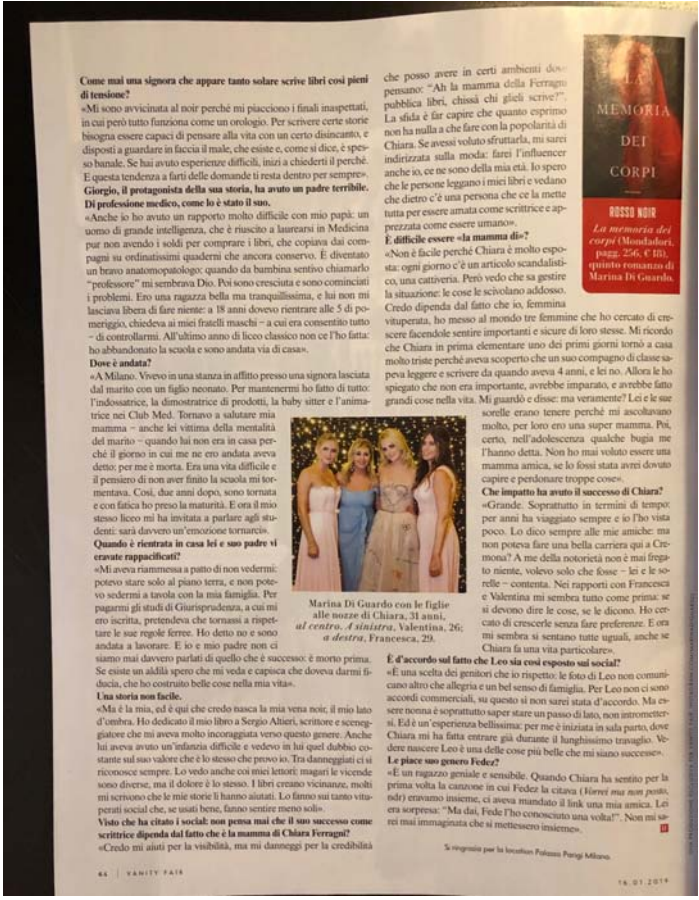 Come mai una signora che appare tanto solare scrive libri così pieni
di tensione?
«Mi sono avvicinata al noir perché mi piacciono i finali inaspettati,
in cui però tutto funziona come un orologio. Per scrivere certe storie
bisogna essere capaci di pensare alla vita con un certo disincanto, e
disposti a guardare in faccia il male, che esiste e, come si dice, è spes-
so banale. Se hai avuto esperienze difficili, inizi a chiederti il perché.
E questa tendenza a farti delle domande ti resta dentro per sempre».
Giorgio, il protagonista della sua storia, ha avuto un padre terribile.
Di professione medico, come lo è stato il suo.
«Anche io ho avuto un rapporto molto difficile con mio papà: un
uomo di grande intelligenza, che è riuscito a laurearsi in Medicina
pur non avendo i soldi per comprare i libri, che copiava dai com-
pagni su ordinatissimi quaderni che ancora conservo. È diventato
un bravo anatomopatologo: quando da bambina sentivo chiamarlo
"professore" mi sembrava Dio. Poi sono cresciuta e sono cominciati
i problemi. Ero una ragazza bella ma tranquillissima, e lui non mi
lasciava libera di fare niente: a 18 anni dovevo rientrare alle 5 di po-
meriggio, chiedeva ai miei fratelli maschi – a cui era consentito tutto
– di controllarmi. All'ultimo anno di liceo classico non ce l'ho fatta:
ho abbandonato la scuola e sono andata via di casa».
Dove è andata?
«A Milano. Vivevo in una stanza in affitto presso una signora lasciata
dal marito con un figlio neonato. Per mantenermi ho fatto di tutto:
l'indossatrice, la dimostratrice di prodotti, la baby sitter e l'anima-
trice nei Club Med. Tornavo a salutare mia
mamma – anche lei vittima della mentalità
del marito – quando lui non era in casa per-
ché il giorno in cui me ne ero andata aveva
detto: per me è morta. Era una vita difficile e
il pensiero di non aver finito la scuola mi tor-
mentava. Così, due anni dopo, sono tornata
e con fatica ho preso la maturità. E ora il mio
stesso liceo mi ha invitata a parlare agli stu-
denti: sarà davvero un'emozione tornarci».
Quando è rientrata in casa lei e suo padre vi
eravate rappacificati?
«Mi aveva riammessa a patto di non vedermi:
potevo stare solo al piano terra, e non pote-
vo sedermi a tavola con la mia famiglia. Per
pagarmi gli studi di Giurisprudenza, a cui mi
ero iscritta, pretendeva che tornassi a rispet-
tare le sue regole ferree. Ho detto no e sono
andata a lavorare. E io e mio padre non ci
siamo mai davvero parlati di quello che è successo: è morto prima.
Se esiste un aldilà spero che mi veda e capisca che doveva darmi fi-
ducia, che ho costruito belle cose nella mia vita».
Una storia non facile.
«Ma è la mia, ed è qui che credo nasca la mia vena noir, il mio lato
d'ombra. Ho dedicato il mio libro a Sergio Altieri, scrittore e sceneg-
giatore che mi aveva molto incoraggiata verso questo genere. Anche
lui aveva avuto un'infanzia difficile e vedevo in lui quel dubbio co-
stante sul suo valore che è lo stesso che provo io. Tra danneggiati ci si
riconosce sempre. Lo vedo anche coi miei lettori: magari le vicende
sono diverse, ma il dolore è lo stesso. I libri creano vicinanze, molti
mi scrivono che le mie storie li hanno aiutati. Lo fanno sui tanto vitu-
perati social che, se usati bene, fanno sentire meno soli».
Visto che ha citato i social: non pensa mai che il suo successo come
scrittrice dipenda dal fatto che è la mamma di Chiara Ferragni?
«Credo mi aiuti per la visibilità, ma mi danneggi per la credibilità
che posso avere in certi ambienti dove
pensano: "Ah la mamma della Ferragni
pubblica libri, chissà chi glieli scrive?".
La sfida è far capire che quanto esprimo
non ha nulla a che fare con la popolarità di
Chiara. Se avessi voluto sfruttarla, mi sarei
indirizzata sulla moda: farei l'influencer
anche io, ce ne sono della mia età. Io spero
che le persone leggano i miei libri e vedano
che dietro c'è una persona che ce la mette
tutta per essere amata come scrittrice e ap-
prezzata come essere umano».
È difficile essere «la mamma di»?
«Non è facile perché Chiara è molto espo-
sta: ogni giorno c'è un articolo scandalisti-
co, una cattiveria. Però vedo che sa gestire
la situazione: le cose le scivolano addosso.
Credo dipenda dal fatto che io, femmina
vituperata, ho messo al mondo tre femmine che ho cercato di cre-
scere facendole sentire importanti e sicure di loro stesse. Mi ricordo
che Chiara in prima elementare uno dei primi giorni tornò a casa
molto triste perché aveva scoperto che un suo compagno di classe sa-
peva leggere e scrivere da quando aveva 4 anni, e lei no. Allora le ho
spiegato che non era importante, avrebbe imparato, e avrebbe fatto
grandi cose nella vita. Mi guardò e disse: ma veramente? Lei e le sue
sorelle erano tenere perché mi ascoltavano
molto, per loro ero una super mamma. Poi,
certo, nell'adolescenza qualche bugia me
l'hanno detta. Non ho mai voluto essere una
mamma amica, se lo fossi stata avrei dovuto
capire e perdonare troppe cose».
Che impatto ha avuto il successo di Chiara?
«Grande. Soprattutto in termini di tempo:
per anni ha viaggiato sempre e io l'ho vista
poco. Lo dico sempre alle mie amiche: ma
non poteva fare una bella carriera qui a Cre-
mona? A me della notorietà non è mai frega-
to niente, volevo solo che fosse – lei e le so-
relle – contenta. Nei rapporti con Francesca
e Valentina mi sembra tutto come prima: se
si devono dire le cose, se le dicono. Ho cer-
cato di crescerle senza fare preferenze. E ora
mi sembra si sentano tutte uguali, anche se
Chiara fa una vita particolare».
È d'accordo sul fatto che Leo sia così esposto sui social?
«È una scelta dei genitori che io rispetto: le foto di Leo non comuni-
cano altro che allegria e un bel senso di famiglia. Per Leo non ci sono
accordi commerciali, su questo sì non sarei stata d'accordo. Ma es-
sere nonna è soprattutto saper stare un passo di lato, non intrometter-
si. Ed è un'esperienza bellissima: per me è iniziata in sala parto, dove
Chiara mi ha fatta entrare già durante il lunghissimo travaglio. Ve-
dere nascere Leo è una delle cose più belle che mi siano successe».
Le piace suo genero Fedez?
«È un ragazzo geniale e sensibile. Quando Chiara ha sentito per la
prima volta la canzone in cui Fedez la citava (Vorrei ma non posto,
ndr) eravamo insieme, ci aveva mandato il link una mia amica. Lei
era sorpresa: "Ma dai, Fede l'ho conosciuto una volta!". Non mi sa-
rei mai immaginata che si mettessero insieme».
LA
MEMORIA
DEI
CORPI
ROSSO NOIR
La memoria dei
corpi (Mondadori,
pagg. 256, € 18),
quinto romanzo di
Marina Di Guardo.
Marina Di Guardo con le figlie
alle nozze di Chiara, 31 anni,
al centro. A sinistra, Valentina, 26;
a destra, Francesca, 29.
Si ringrazia per la location Palazzo Parigi Milano.
64 | VANITY FAIR
16.01.2019